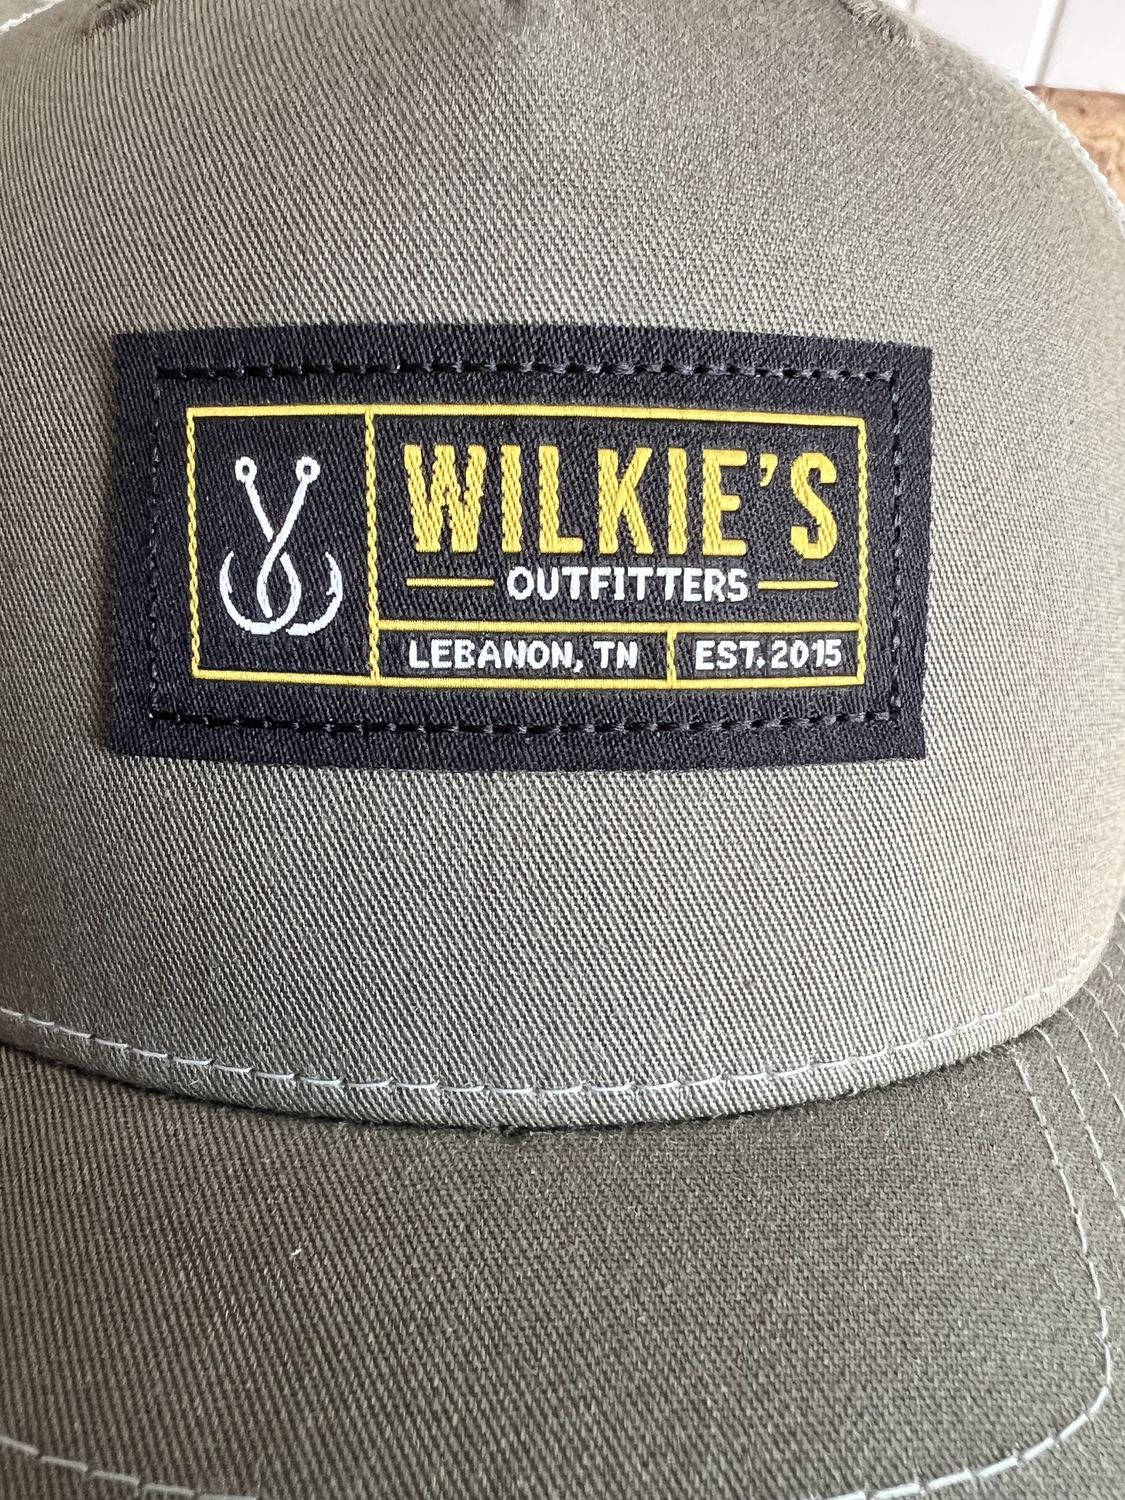 WILKIE'S
OUTFITTERS
LEBANON, TN
EST. 2015